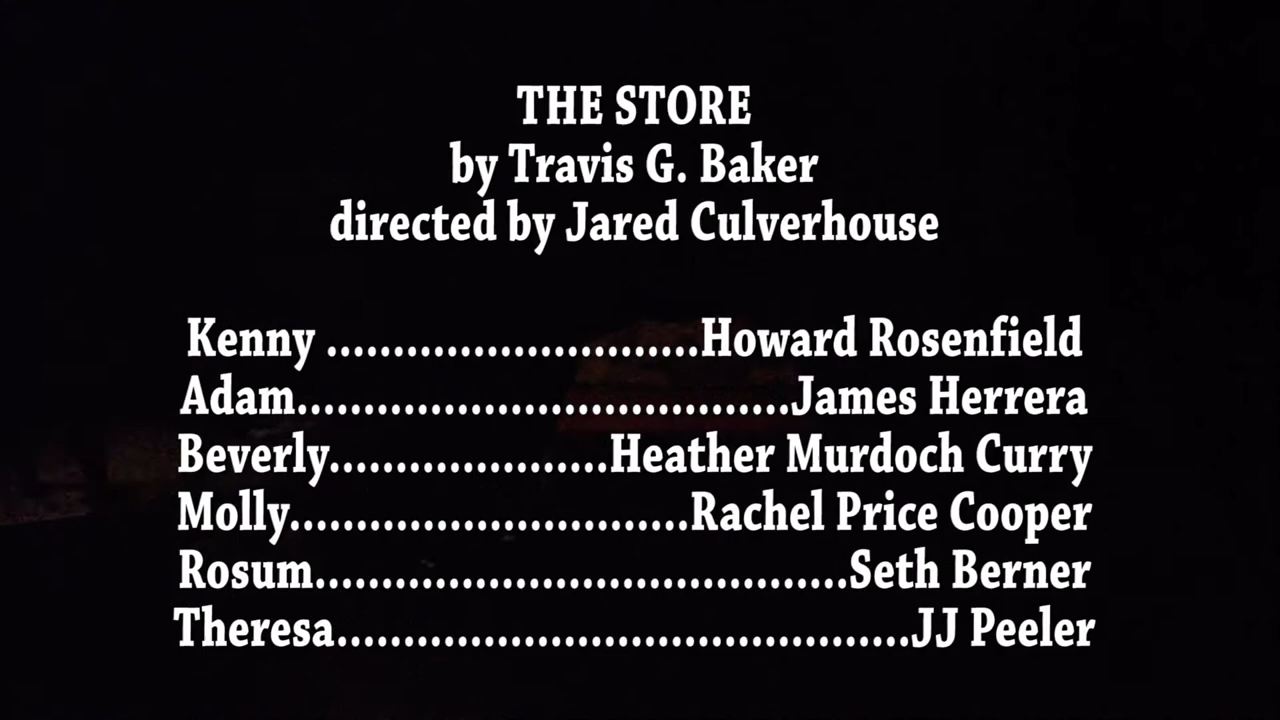 THE STORE
by Travis G. Baker
directed by Jared Culverhouse
Kenny ............................Howard Rosenfield
Adam.....................................James Herrera
Beverly.....................Heather Murdoch Curry
Molly..............................Rachel Price Cooper
Rosum........................................Seth Berner
Theresa...........................................JJ Peeler